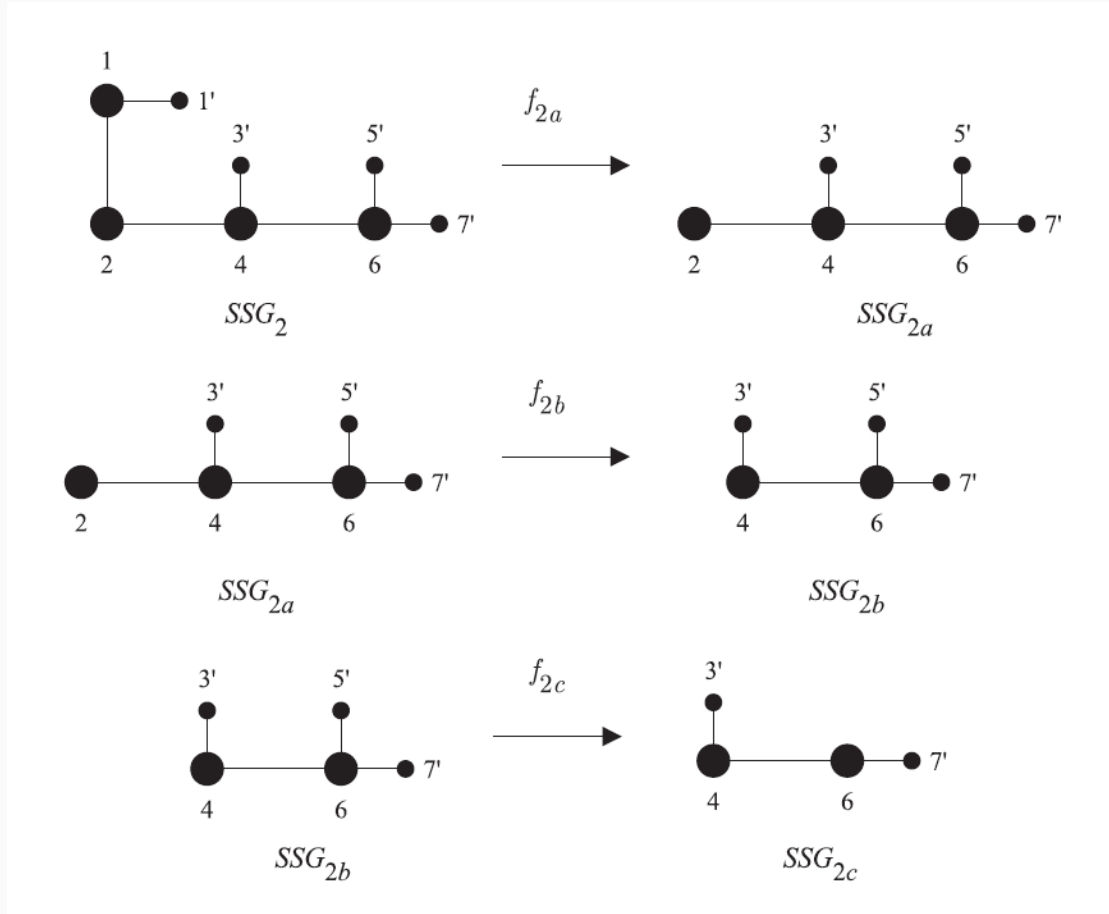 1
1'
f2a
3' 5' 3' 5'
7' 7'
2 4 6 2 4 6
SSG2 SSG2a
3' 5' f2b 3' 5'
7' 7'
2 4 6 4 6
SSG2a SSG2b
3' 5' f2c 3'
7' 7'
4 6 4 6
SSG2b SSG2c